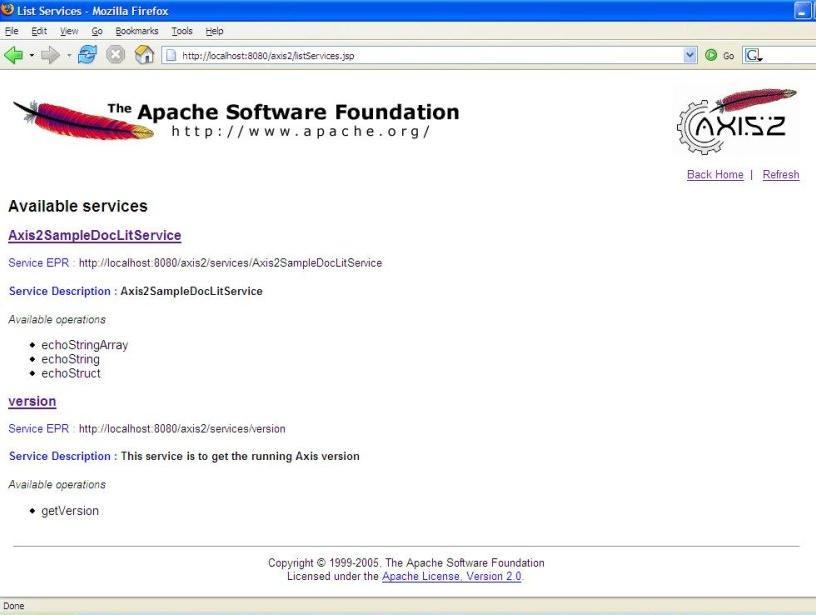 List Services - Mozilla Firefox
File Edit View Go Bookmarks Tools Help
http://localhost:8080/axis2/listServices.jsp Go G
The Apache Software Foundation
http://www.apache.org/
AXIS2
Back Home | Refresh
Available services
Axis2SampleDocLitService
Service EPR : http://localhost:8080/axis2/services/Axis2SampleDocLitService
Service Description : Axis2SampleDocLitService
Available operations
echoStringArray
echoString
echoStruct
version
Service EPR : http://localhost:8080/axis2/services/version
Service Description : This service is to get the running Axis version
Available operations
getVersion
Copyright © 1999-2005, The Apache Software Foundation
Licensed under the Apache License, Version 2.0.
Done